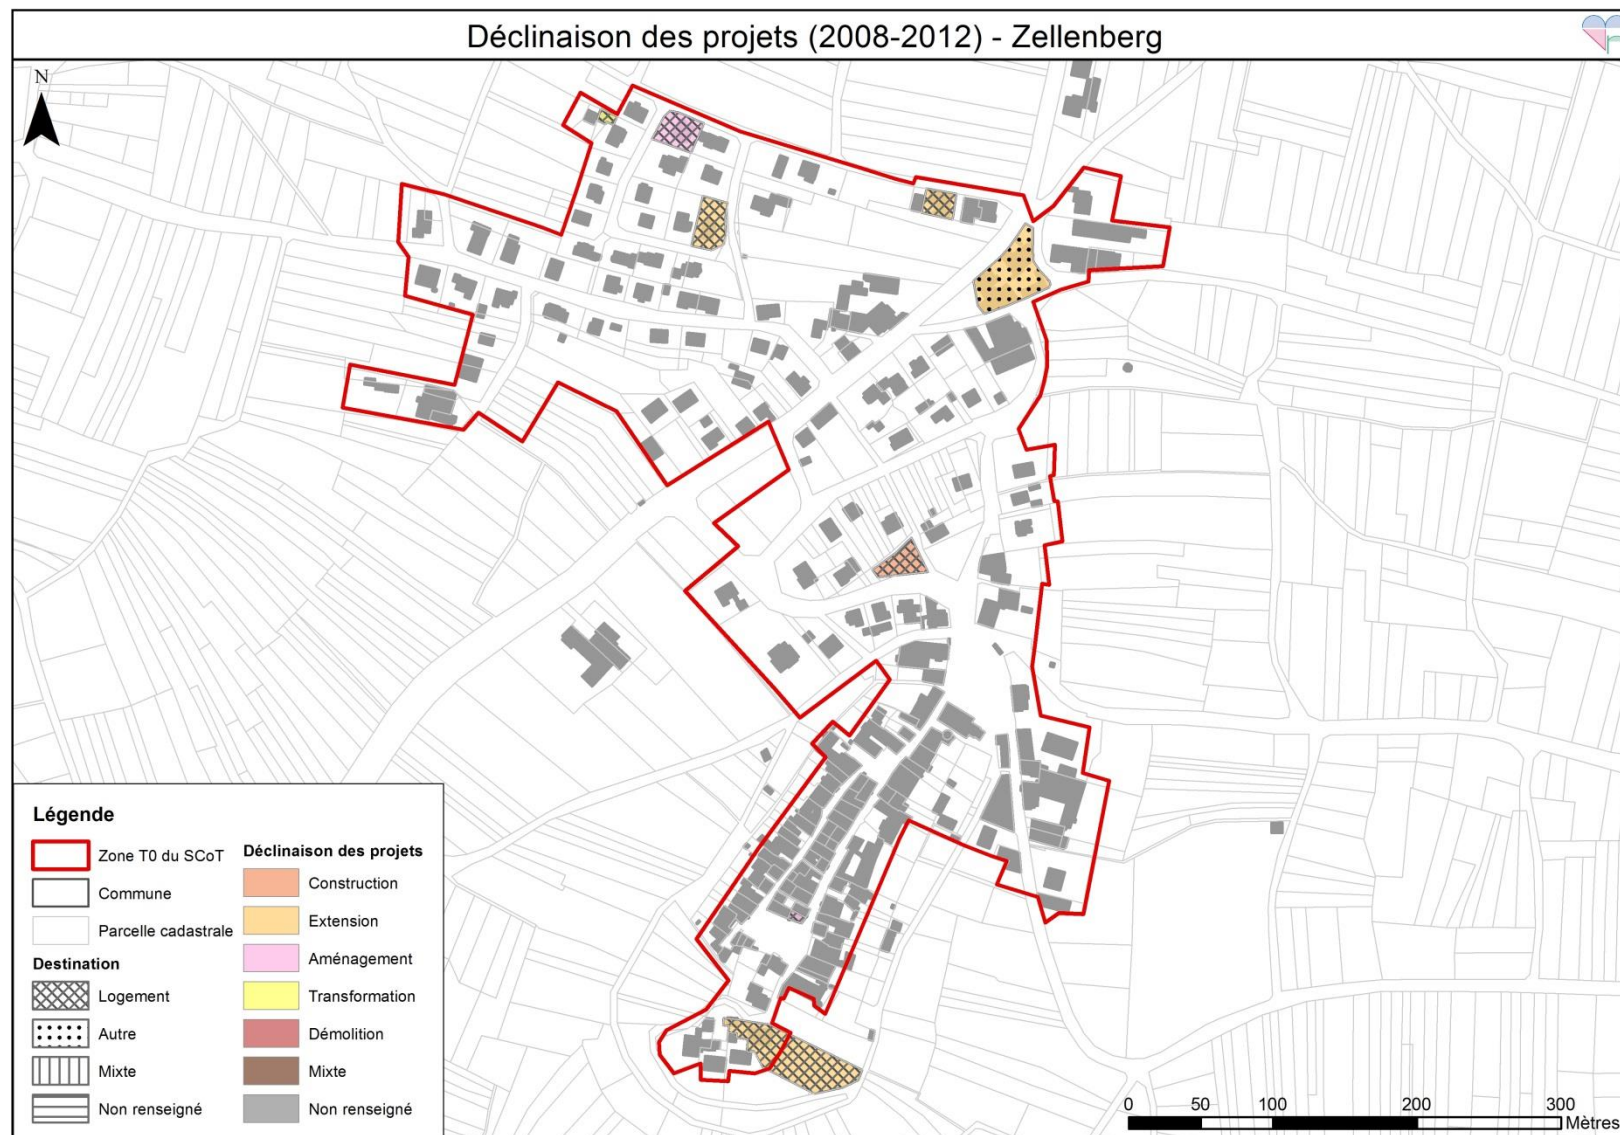 Déclinaison des projets (2008-2012) - Zellenberg
N
Légende
Zone T0 du SCoT
Commune
Parcelle cadastrale
Destination
Logement
Autre
Mixte
Non renseigné
Déclinaison des projets
Construction
Extension
Aménagement
Transformation
Démolition
Mixte
Non renseigné
0 50 100 200 300
Mètres